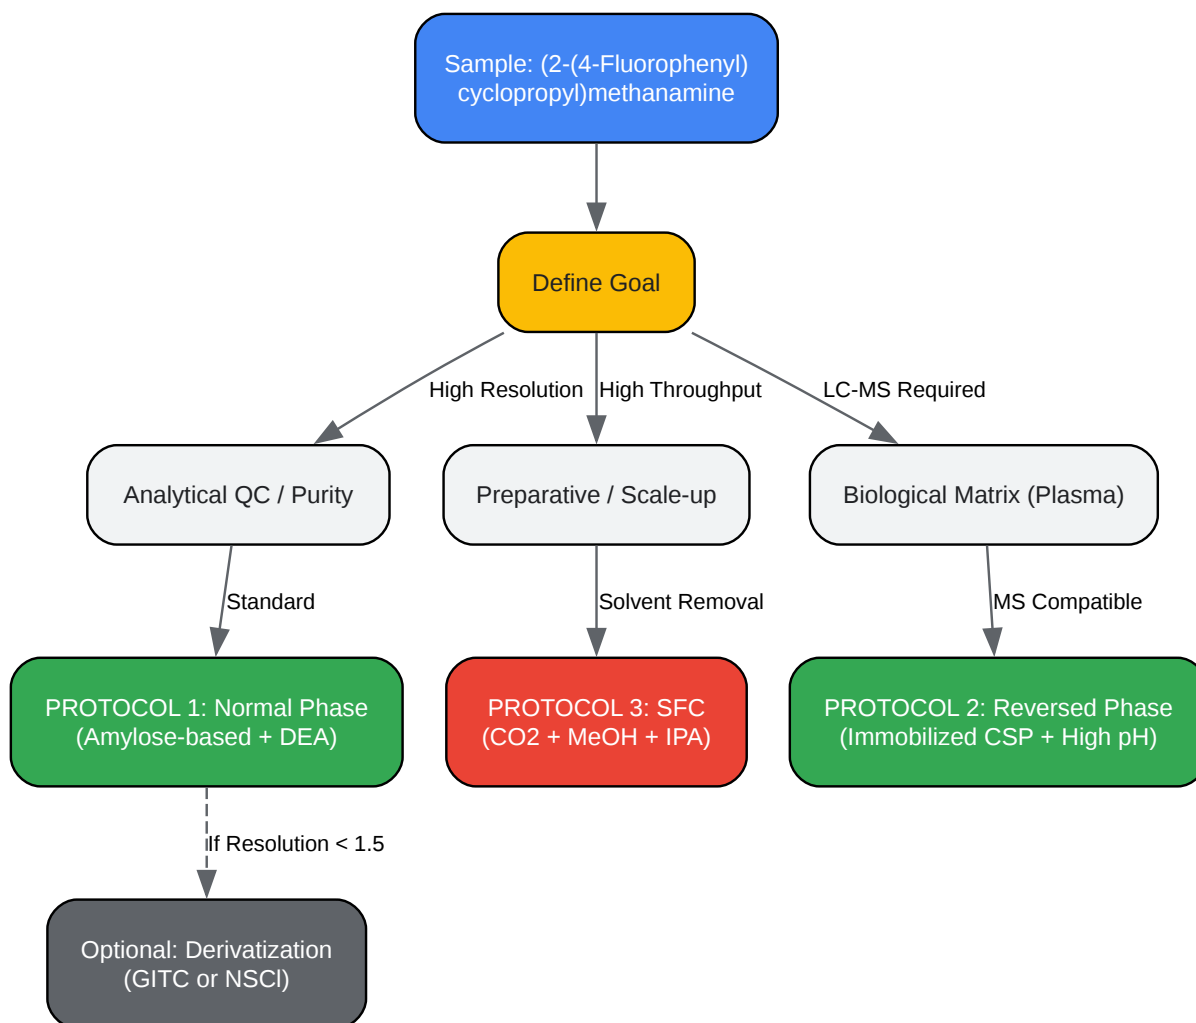 Sample: (2-(4-Fluorophenyl)
cyclopropyl)methanamine
Define Goal
High Resolution
High Throughput
LC-MS Required
Analytical QC / Purity
Preparative / Scale-up
Biological Matrix (Plasma)
Standard
Solvent Removal
MS Compatible
PROTOCOL 1: Normal Phase
(Amylose-based + DEA)
PROTOCOL 3: SFC
(CO2 + MeOH + IPA)
PROTOCOL 2: Reversed Phase
(Immobilized CSP + High pH)
If Resolution < 1.5
Optional: Derivatization
(GITC or NSCl)